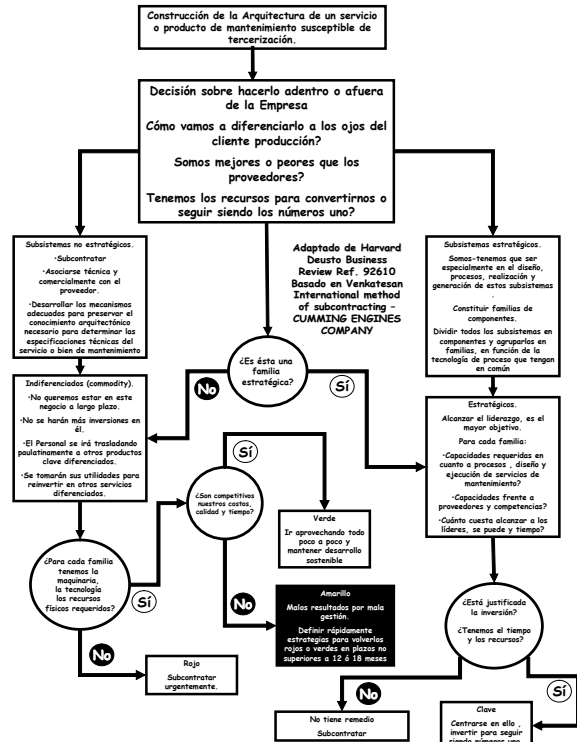 Construcción de la Arquitectura de un servicio
o producto de mantenimiento susceptible de
tercerización.
Decisión sobre hacerlo adentro o afuera
de la Empresa
Cómo vamos a diferenciarlo a los ojos del
cliente producción?
Somos mejores o peores que los
proveedores?
Tenemos los recursos para convertirnos o
seguir siendo los números uno?
Subsistemas no estratégicos.
·Subcontratar
·Asociarse técnica y
comercialmente con el
proveedor.
·Desarrollar los mecanismos
adecuados para preservar el
conocimiento arquitectónico
necesario para determinar las
especificaciones técnicas del
servicio o bien de mantenimiento
Adaptado de Harvard
Deusto Business
Review Ref. 92610
Basado en Venkatesan
International method
of subcontracting –
CUMMING ENGINES
COMPANY
Subsistemas estratégicos.
Somos-tenemos que ser
especialmente en el diseño,
procesos, realización y
generación de estos subsistemas
.
Constituir familias de
componentes.
Dividir todos los subsistemas en
componentes y agruparlos en
familias, en función de la
tecnología de proceso que tengan
en común
¿Es ésta una
familia
estratégica?
No
Sí
Indiferenciados (commodity).
·No queremos estar en este
negocio a largo plazo.
·No se harán más inversiones en
él.
·El Personal se irá trasladando
paulatinamente a otros productos
clave diferenciados.
·Se tomarán sus utilidades para
reinvertir en otros servicios
diferenciados.
Estratégicos.
Alcanzar el liderazgo, es el
mayor objetivo.
Para cada familia:
·Capacidades requeridas en
cuanto a procesos , diseño y
ejecución de servicios de
mantenimiento?
·Capacidades frente a
proveedores y competencias?
·Cuánto cuesta alcanzar a los
líderes, se puede y tiempo?
Sí
¿Son competitivos
nuestros costos,
calidad y tiempo?
Verde
Ir aprovechando todo
poco a poco y
mantener desarrollo
sostenible
¿Para cada familia
tenemos la
maquinaria,
la tecnología
los recursos
físicos requeridos?
Sí
No
Amarillo
Malos resultados por mala
gestión.
Definir rápidamente
estrategias para volverlos
rojos o verdes en plazos no
superiores a 12 ó 18 meses
¿Está justificada
la inversión?
¿Tenemos el tiempo
y los recursos?
No
Rojo
Subcontratar
urgentemente.
No
Sí
No tiene remedio
Subcontratar
Clave
Centrarse en ello ,
invertir para seguir
siendo números uno